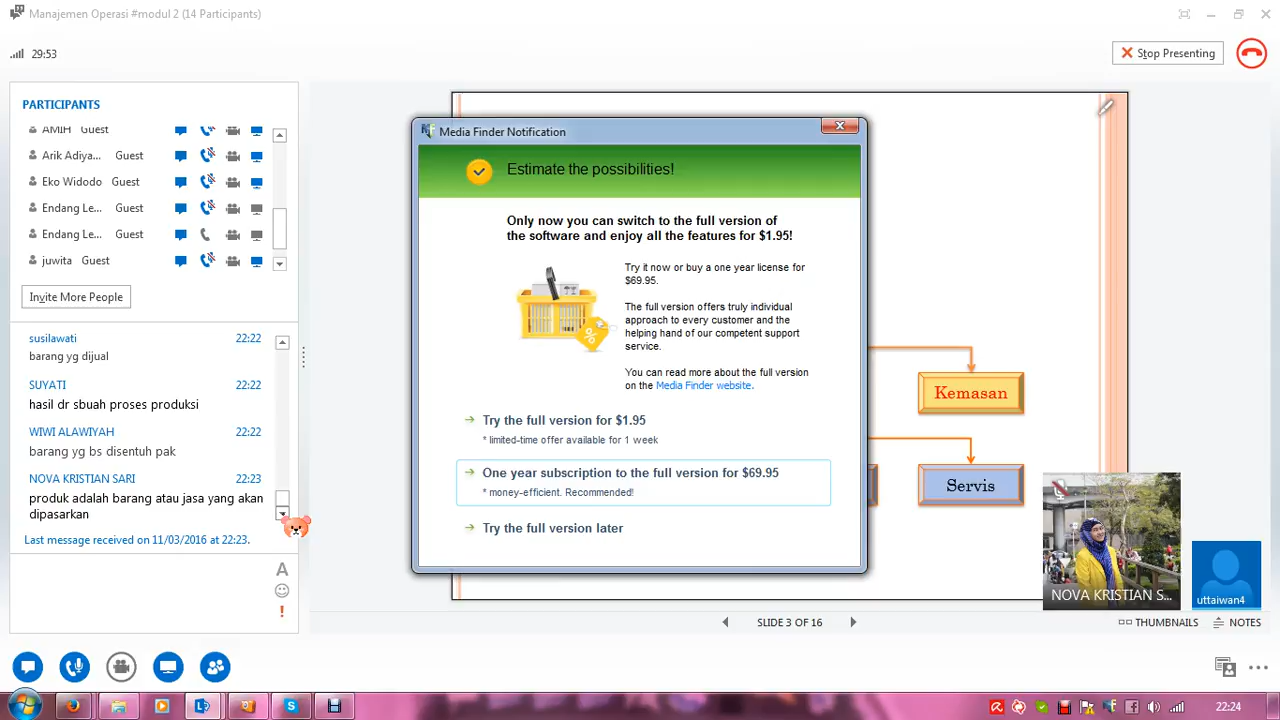 Manajemen Operasi #modul 2 (14 Participants)
29:53
Stop Presenting
PARTICIPANTS
AMIH Guest
Arik Adiya... Guest
Eko Widodo Guest
Endang Le... Guest
Endang Le... Guest
juwita Guest
Invite More People
susilawati 22:22
barang yg dijual
SUYATI 22:22
hasil dr sbuah proses produksi
WIWI ALAWIYAH 22:22
barang yg bs disentuh pak
NOVA KRISTIAN SARI 22:23
produk adalah barang atau jasa yang akan
dipasarkan
Last message received on 11/03/2016 at 22:23.
A
Media Finder Notification
Estimate the possibilities!
Only now you can switch to the full version of
the software and enjoy all the features for $1.95!
Try it now or buy a one year license for
$69.95.
The full version offers truly individual
approach to every customer and the
helping hand of our competent support
service.
You can read more about the full version
on the Media Finder website.
%
Try the full version for $1.95
* limited-time offer available for 1 week
One year subscription to the full version for $69.95
* money-efficient. Recommended!
Try the full version later
Kemasan
Servis
NOVA KRISTIAN S...
uttaiwan4
SLIDE 3 OF 16
THUMBNAILS
NOTES
22:24